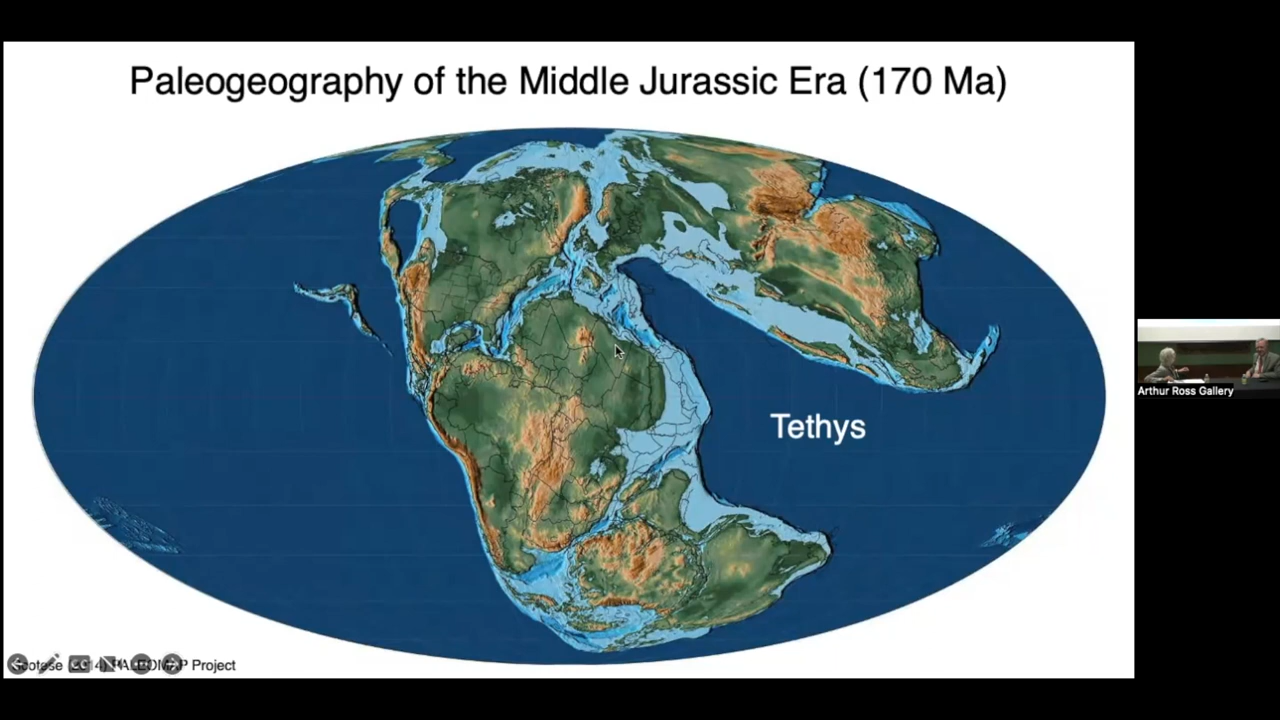 Paleogeography of the Middle Jurassic Era (170 Ma)
Tethys
Arthur Ross Gallery
Project